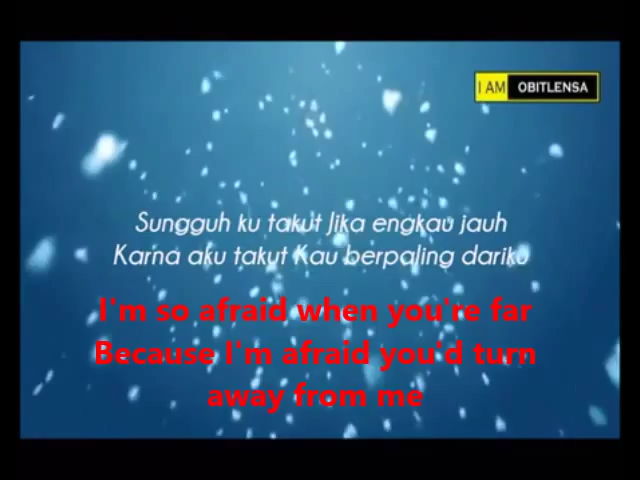 I AM OBITLENSA
Sungguh ku takut Jika engkau jauh
Karna aku takut Kau berpaling dariku
I'm so afraid when you're far
Because I'm afraid you'd turn
away from me